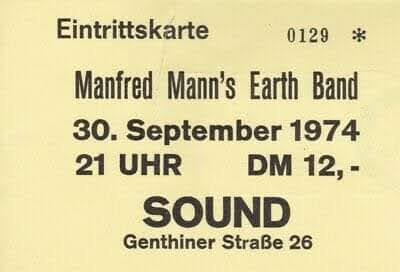 Eintrittskarte 0129 *
Manfred Mann's Earth Band
30. September 1974
21 UHR DM 12,-
SOUND
Genthiner Straße 26